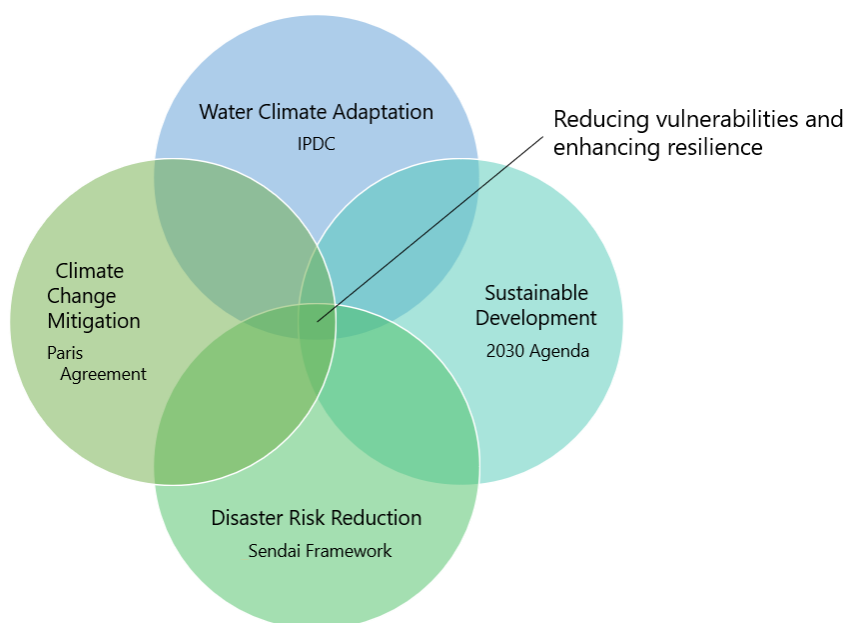 Water Climate Adaptation
IPDC
Reducing vulnerabilities and
enhancing resilience
Climate
Change
Mitigation
Paris
Agreement
Sustainable
Development
2030 Agenda
Disaster Risk Reduction
Sendai Framework